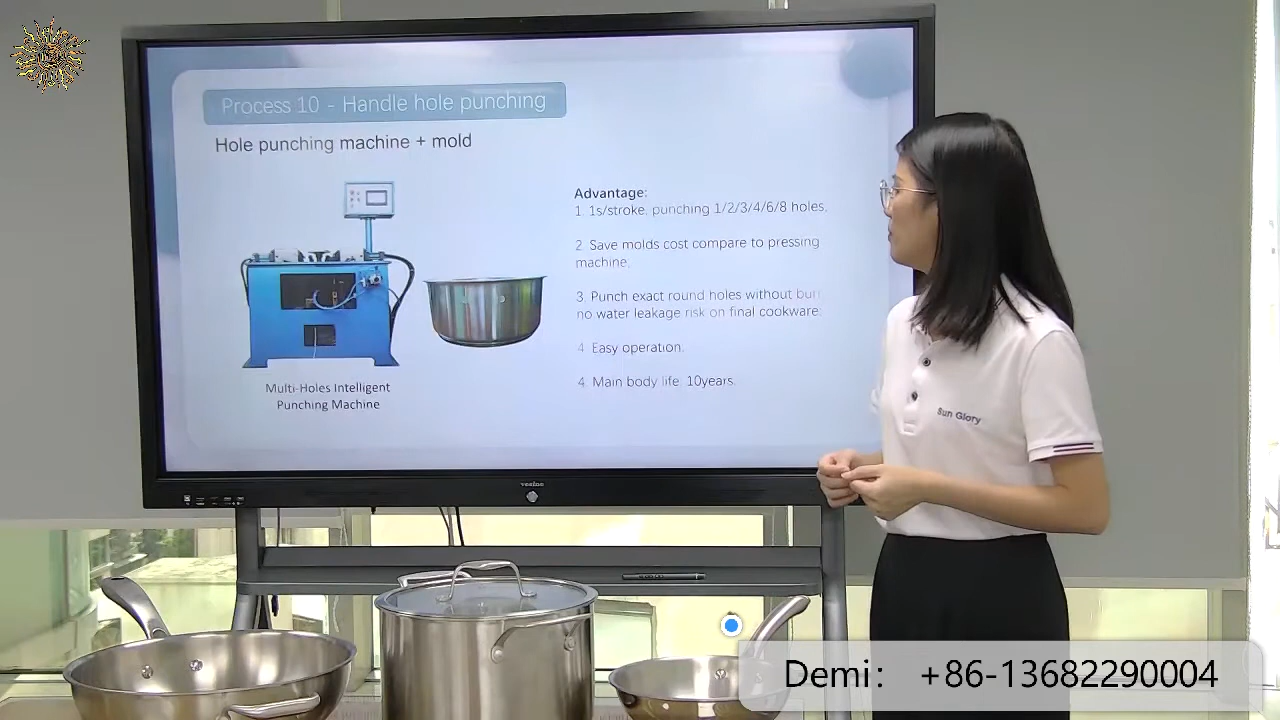 Process 10 - Handle hole punching
Hole punching machine + mold
Advantage:
1. 1s/stroke, punching 1/2/3/4/6/8 holes.
2. Save molds cost compare to pressing
machine.
3. Punch exact round holes without burr
no water leakage risk on final cookware.
4. Easy operation.
4. Main body life: 10years.
Multi-Holes Intelligent
Punching Machine
Sun Glory
Demi： +86-13682290004